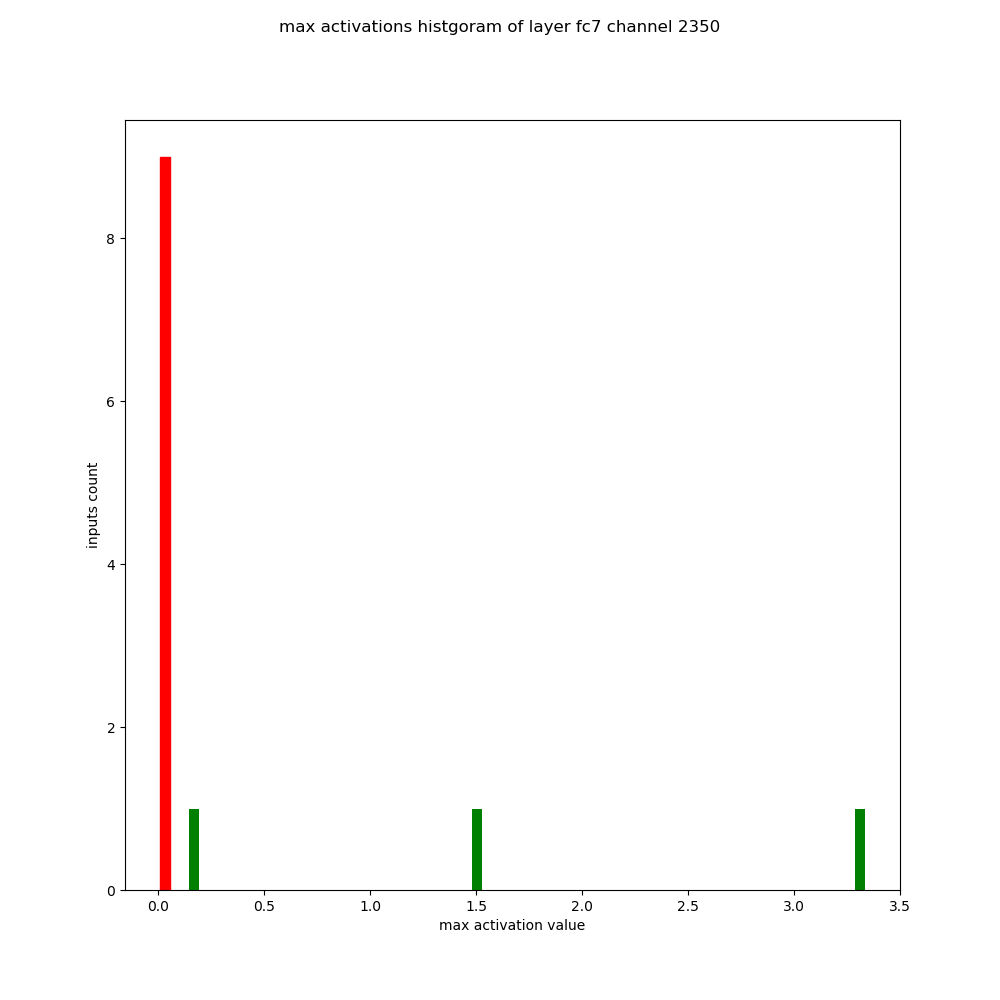 max activations histgoram of layer fc7 channel 2350
8
6
4
2
0
inputs count
0.0 0.5 1.0 1.5 2.0 2.5 3.0 3.5
max activation value